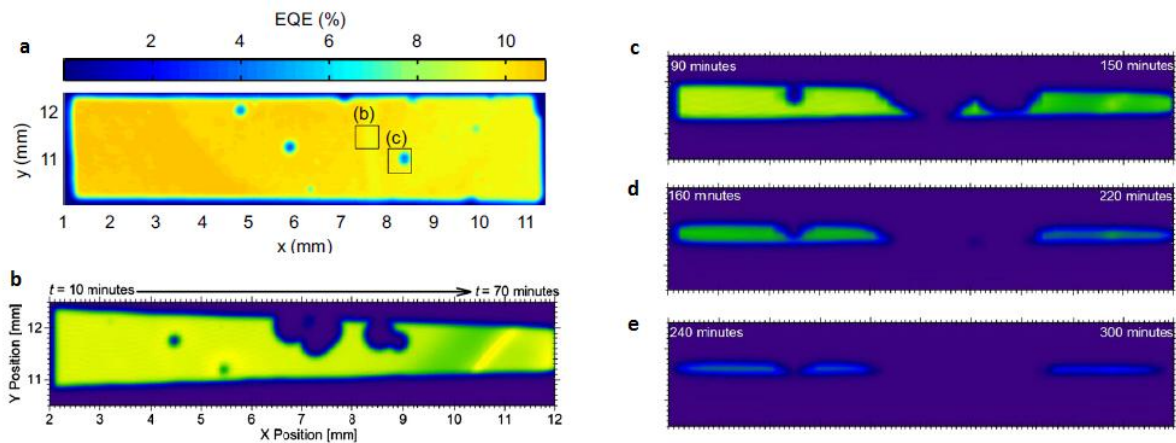 EQE (%)
a
2 4 6 8 10
12
11
y (mm)
(b)
(c)
1 2 3 4 5 6 7 8 9 10 11
x (mm)
b
t = 10 minutes
t = 70 minutes
12
11
Y Position [mm]
2 3 4 5 6 7 8 9 10 11 12
X Position [mm]
c
90 minutes 150 minutes
d
160 mnutes 220 minutes
e
240 minutes 300 minutes